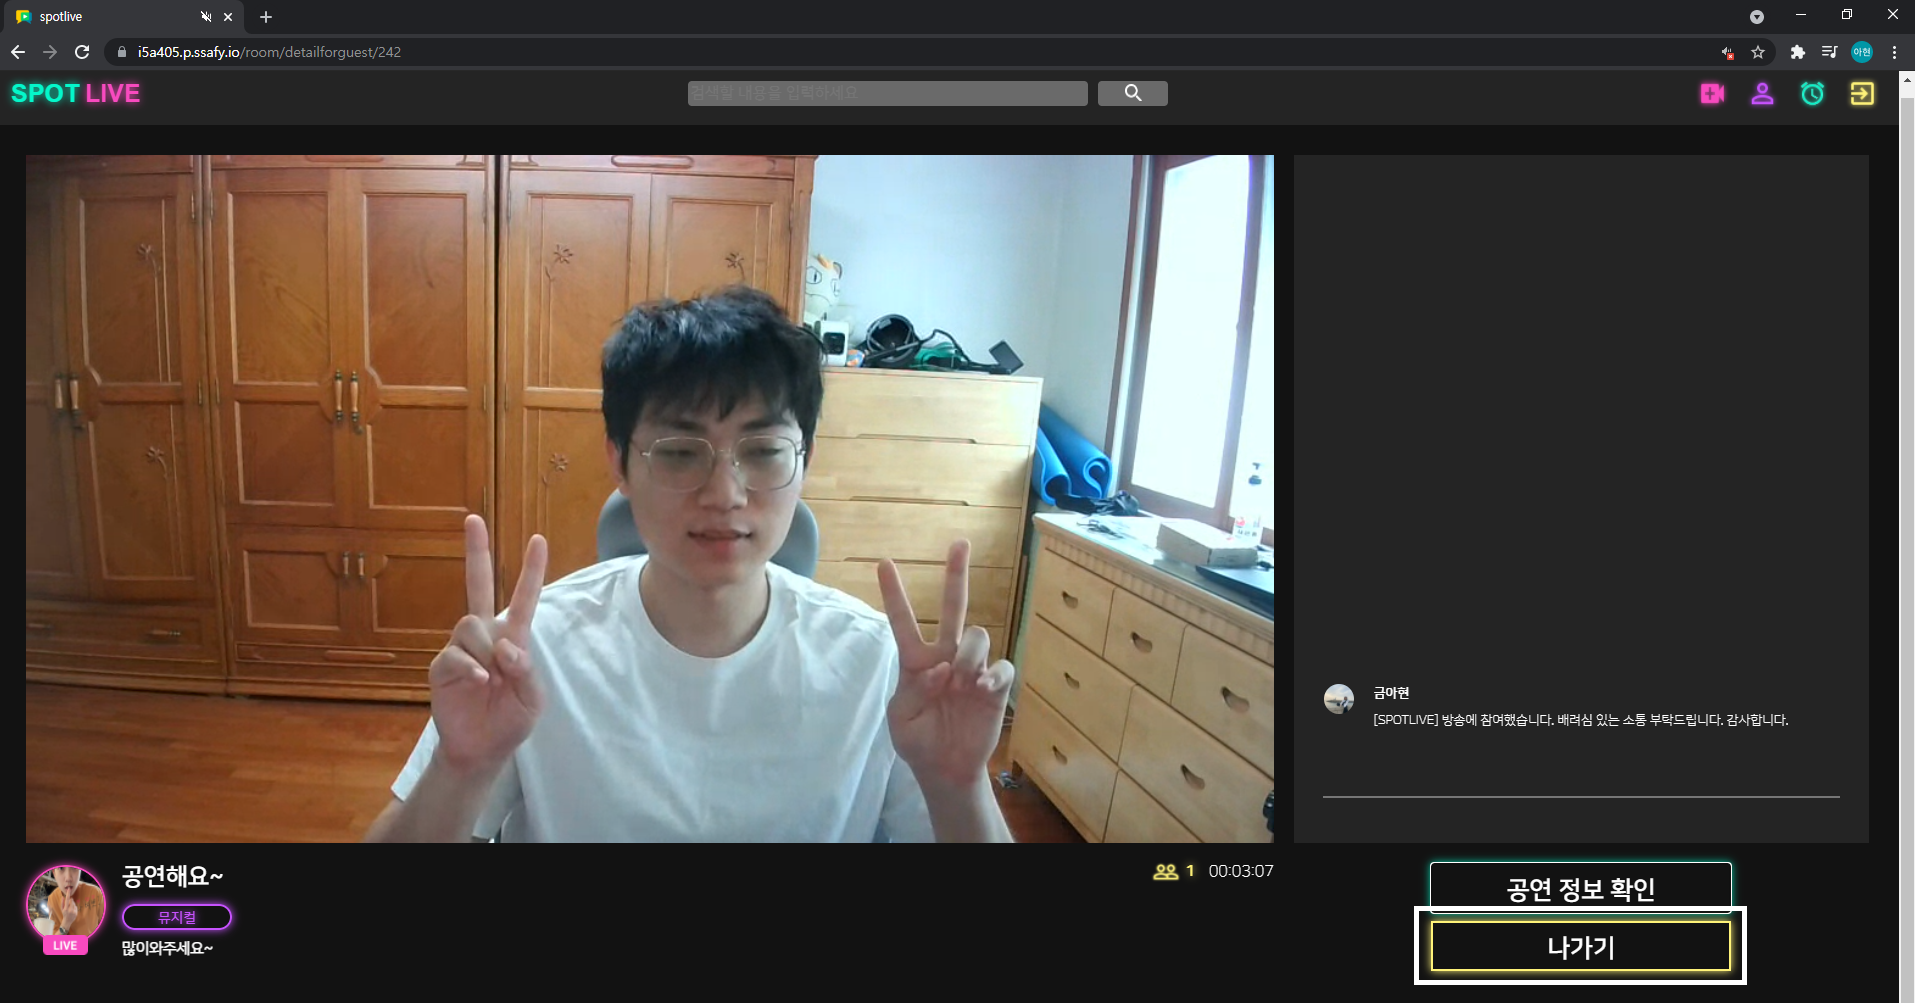 spotlive
i5a405.p.ssafy.io/room/detailforguest/242
아현
SPOT LIVE
검색할 내용을 입력하세요
금아현
[SPOTLIVE] 방송에 참여했습니다. 배려심 있는 소통 부탁드립니다. 감사합니다.
공연해요~
1 00:03:07
뮤지컬
LIVE
많이와주세요~
공연 정보 확인
나가기